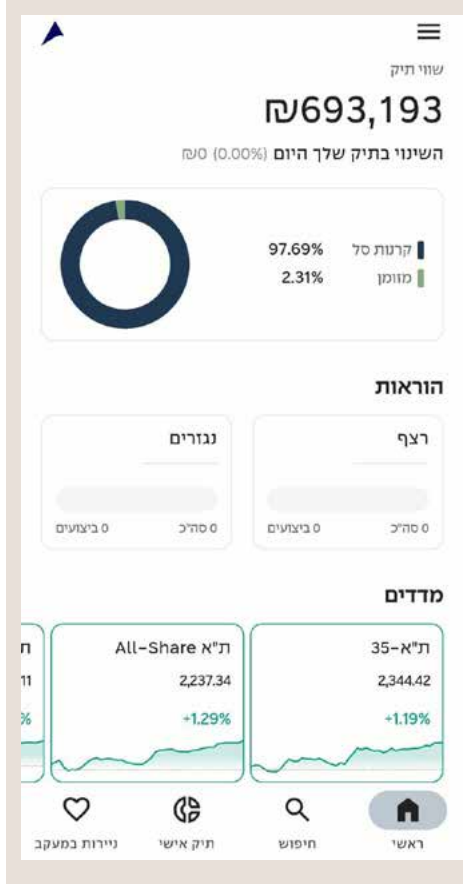 שווי תיק
₪693,193
השינוי בתיק שלך היום ₪0 (0.00%)
קרנות סל 97.69%
מזומן 2.31%
הוראות
רצף נגזרים
0 סה"כ 0 ביצועים 0 סה"כ 0 ביצועים
מדדים
ת"א-35 ת"א All-Share ת
2,344.42 2,237.34 11
+1.19% +1.29% %
ראשי חיפוש תיק אישי ניירות במעקב